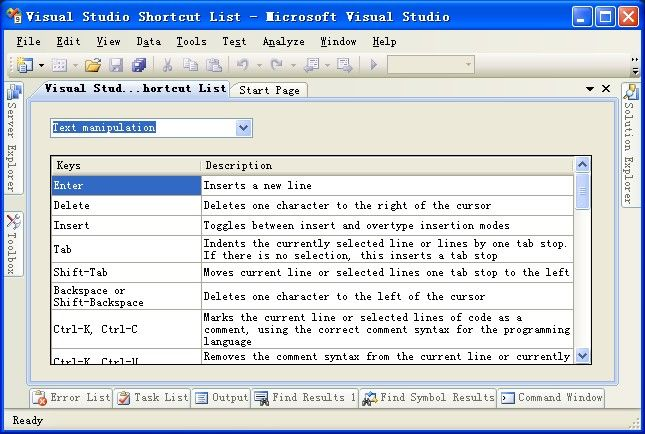 Visual Studio Shortcut List - Microsoft Visual Studio
File Edit View Data Tools Test Analyze Window Help
Visual Stud...hortcut List Start Page
Server Explorer
Toolbox
Solution Explorer
Text manipulation
Keys Description
Enter Inserts a new line
Delete Deletes one character to the right of the cursor
Insert Toggles between insert and overtype insertion modes
Tab Indents the currently selected line or lines by one tab stop.
If there is no selection, this inserts a tab stop
Shift-Tab Moves current line or selected lines one tab stop to the left
Backspace or
Shift-Backspace Deletes one character to the left of the cursor
Ctrl-K, Ctrl-C Marks the current line or selected lines of code as a
comment, using the correct comment syntax for the programming
language
Ctrl-K, Ctrl-U Removes the comment syntax from the current line or currently
Error List Task List Output Find Results 1 Find Symbol Results Command Window
Ready